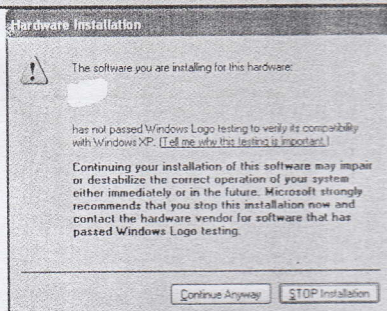 Hardware Installation
The software you are installing for this hardware:
has not passed Windows Logo testing to verify its compatibility
with Windows XP. (Tell me why this testing is important.)
Continuing your installation of this software may impair
or destabilize the correct operation of your system
either immediately or in the future. Microsoft strongly
recommends that you stop this installation now and
contact the hardware vendor for software that has
passed Windows Logo testing.
Continue Anyway
STOP Installation